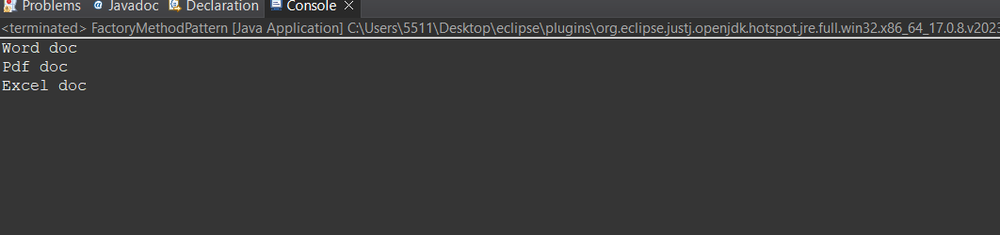 Problems @ Javadoc Declaration Console
<terminated> FactoryMethodPattern [Java Application] C:\Users\5511\Desktop\eclipse\plugins\org.eclipse.justj.openjdk.hotspot.jre.full.win32.x86_64_17.0.8.v2023
Word doc
Pdf doc
Excel doc